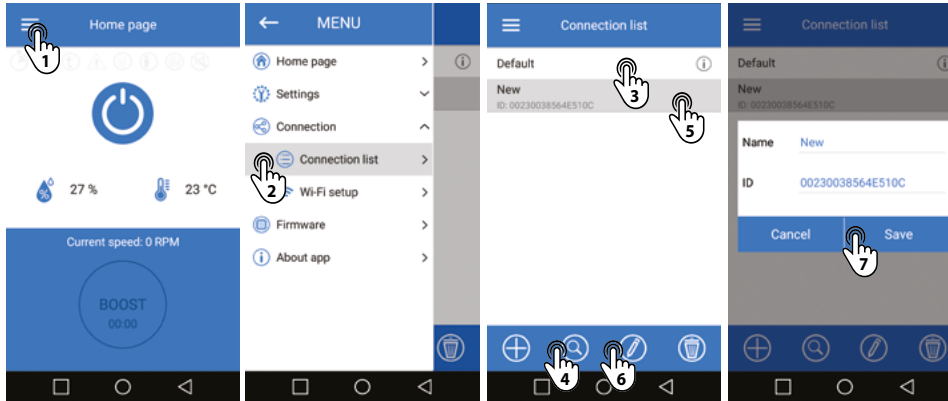 Home page
1
27 %
23 °C
Current speed: 0 RPM
BOOST
00:00
MENU
Home page
Settings
Connection
Connection list
2
Wi-Fi setup
Firmware
About app
Connection list
Default
3
New
ID: 00230038564E510C
5
4
6
Connection list
Default
New
ID: 00230038564E510C
Name New
ID 00230038564E510C
Cancel Save
7